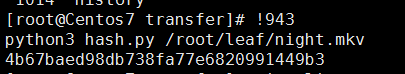 1014  history
[root@Centos7 transfer]# !943
python3 hash.py /root/leaf/night.mkv
4b67baed98db738fa77e6820991449b3